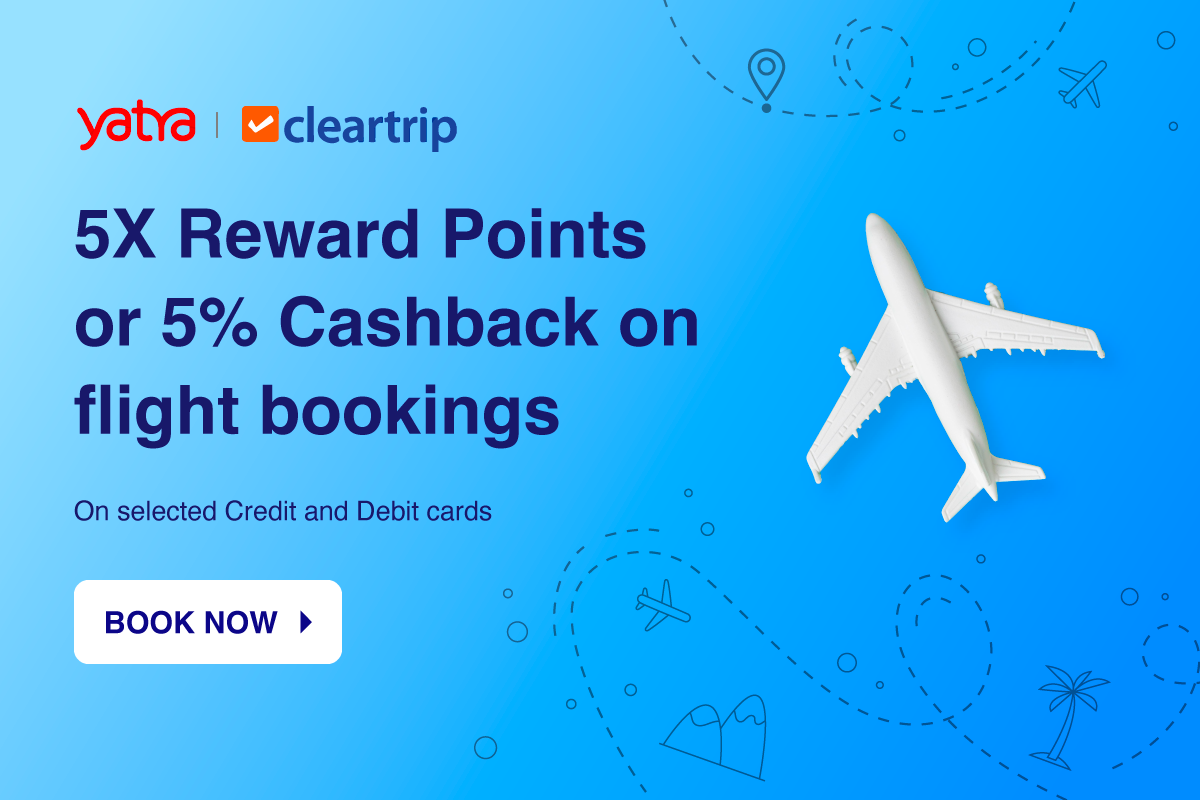 yatra | cleartrip
5X Reward Points
or 5% Cashback on
flight bookings
On selected Credit and Debit cards
BOOK NOW